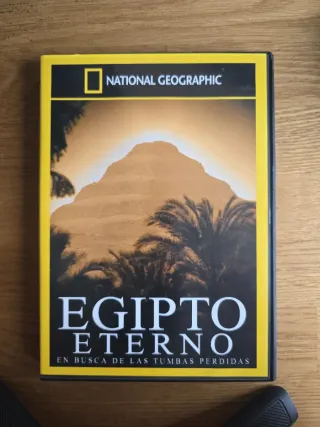 NATIONAL GEOGRAPHIC
EGIPTO
ETERNO
EN BUSCA DE LAS TUMBAS PERDIDAS